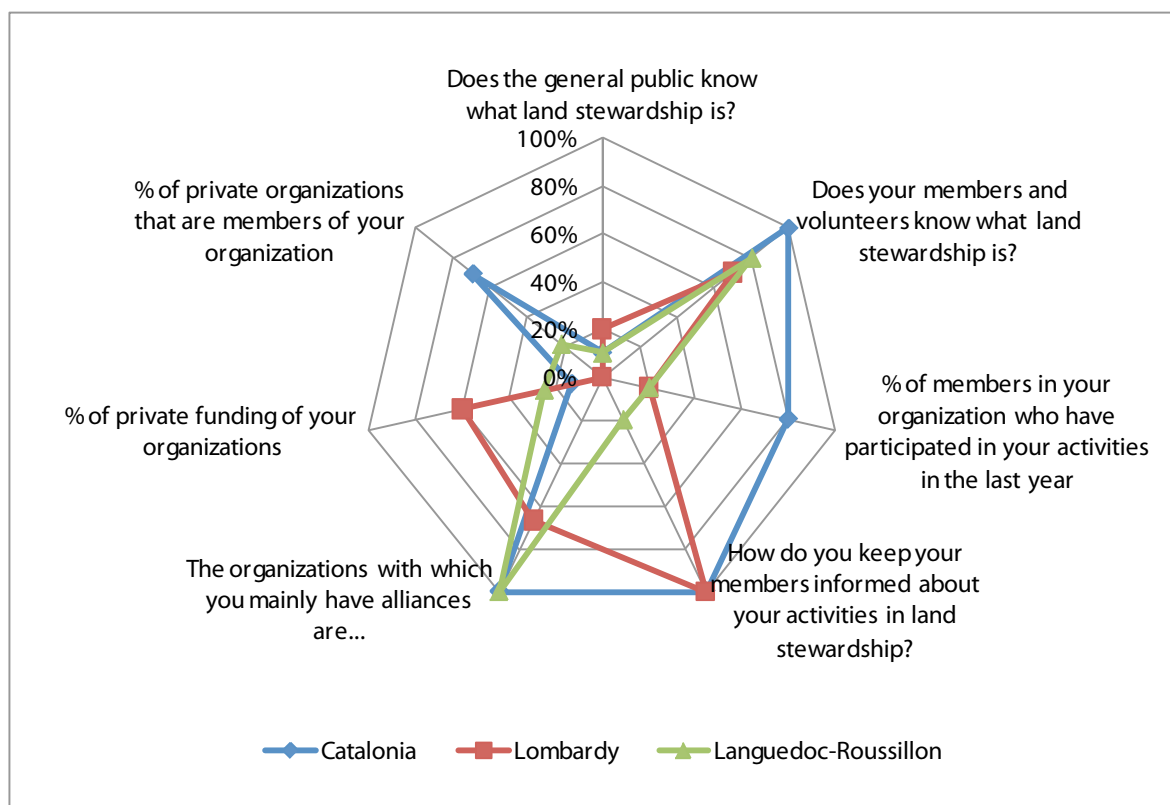 Does the general public know
what land stewardship is?
100%
80%
60%
40%
20%
0%
Does your members and
volunteers know what land
stewardship is?
% of members in your
organization who have
participated in your activities
in the last year
How do you keep your
members informed about
your activities in land
stewardship?
The organizations with which
you mainly have alliances
are...
% of private funding of your
organizations
% of private organizations
that are members of your
organization
Catalonia
Lombardy
Languedoc-Roussillon